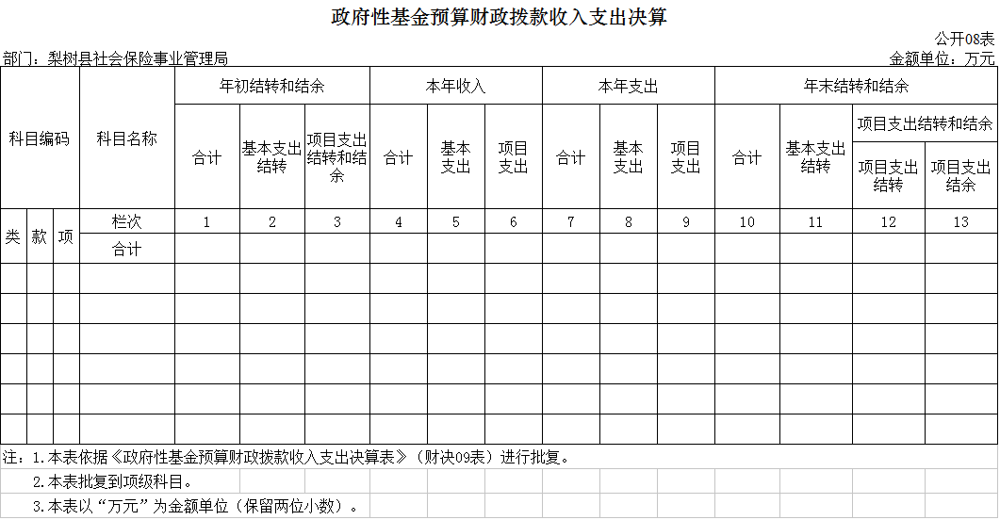 政府性基金预算财政拨款收入支出决算
公开08表
部门：梨树县社会保险事业管理局
金额单位：万元
科目编码
科目名称
年初结转和结余
本年收入
本年支出
年末结转和结余
合计
基本支出
结转
项目支出
结转和结
余
合计
基本
支出
项目
支出
合计
基本
支出
项目
支出
合计
基本支出
结转
项目支出结转和结余
项目支出
结转
项目支出
结余
类 款 项
栏次 1 2 3 4 5 6 7 8 9 10 11 12 13
合计
注：1.本表依据《政府性基金预算财政拨款收入支出决算表》（财决09表）进行批复。
2.本表批复到项级科目。
3.本表以“万元”为金额单位（保留两位小数）。